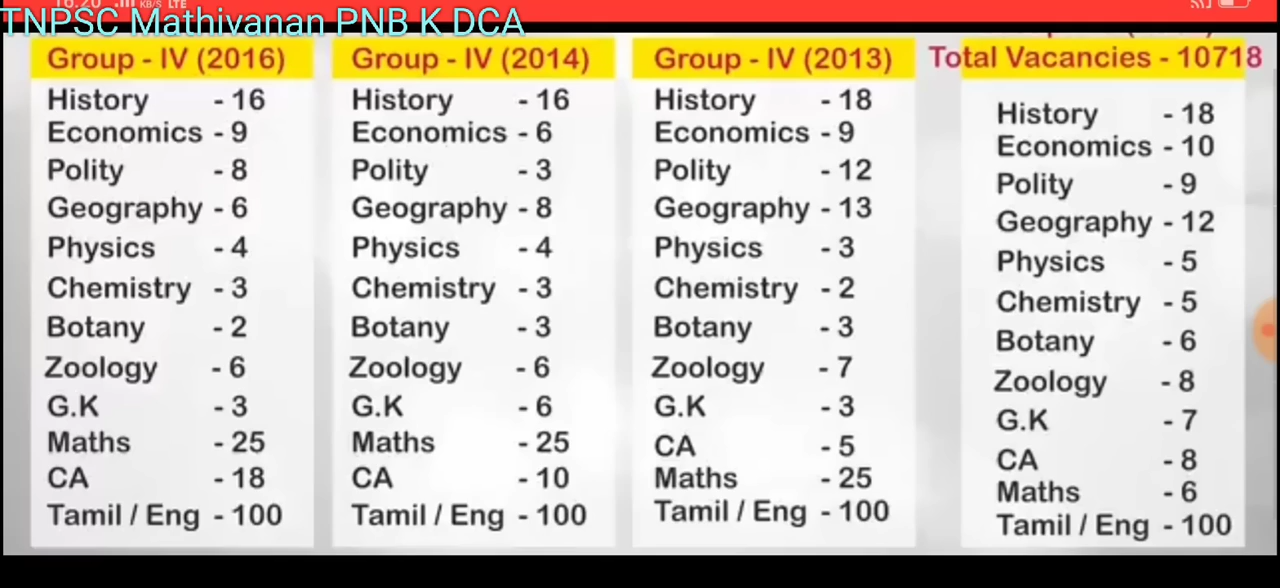 16.20 KB/S LTE
TNPSC Mathivanan PNB K DCA
Group - IV (2016)
History - 16
Economics - 9
Polity - 8
Geography - 6
Physics - 4
Chemistry - 3
Botany - 2
Zoology - 6
G.K - 3
Maths - 25
CA - 18
Tamil / Eng - 100
Group - IV (2014)
History - 16
Economics - 6
Polity - 3
Geography - 8
Physics - 4
Chemistry - 3
Botany - 3
Zoology - 6
G.K - 6
Maths - 25
CA - 10
Tamil / Eng - 100
Group - IV (2013)
History - 18
Economics - 9
Polity - 12
Geography - 13
Physics - 3
Chemistry - 2
Botany - 3
Zoology - 7
G.K - 3
CA - 5
Maths - 25
Tamil / Eng - 100
Total Vacancies - 10718
History - 18
Economics - 10
Polity - 9
Geography - 12
Physics - 5
Chemistry - 5
Botany - 6
Zoology - 8
G.K - 7
CA - 8
Maths - 6
Tamil / Eng - 100